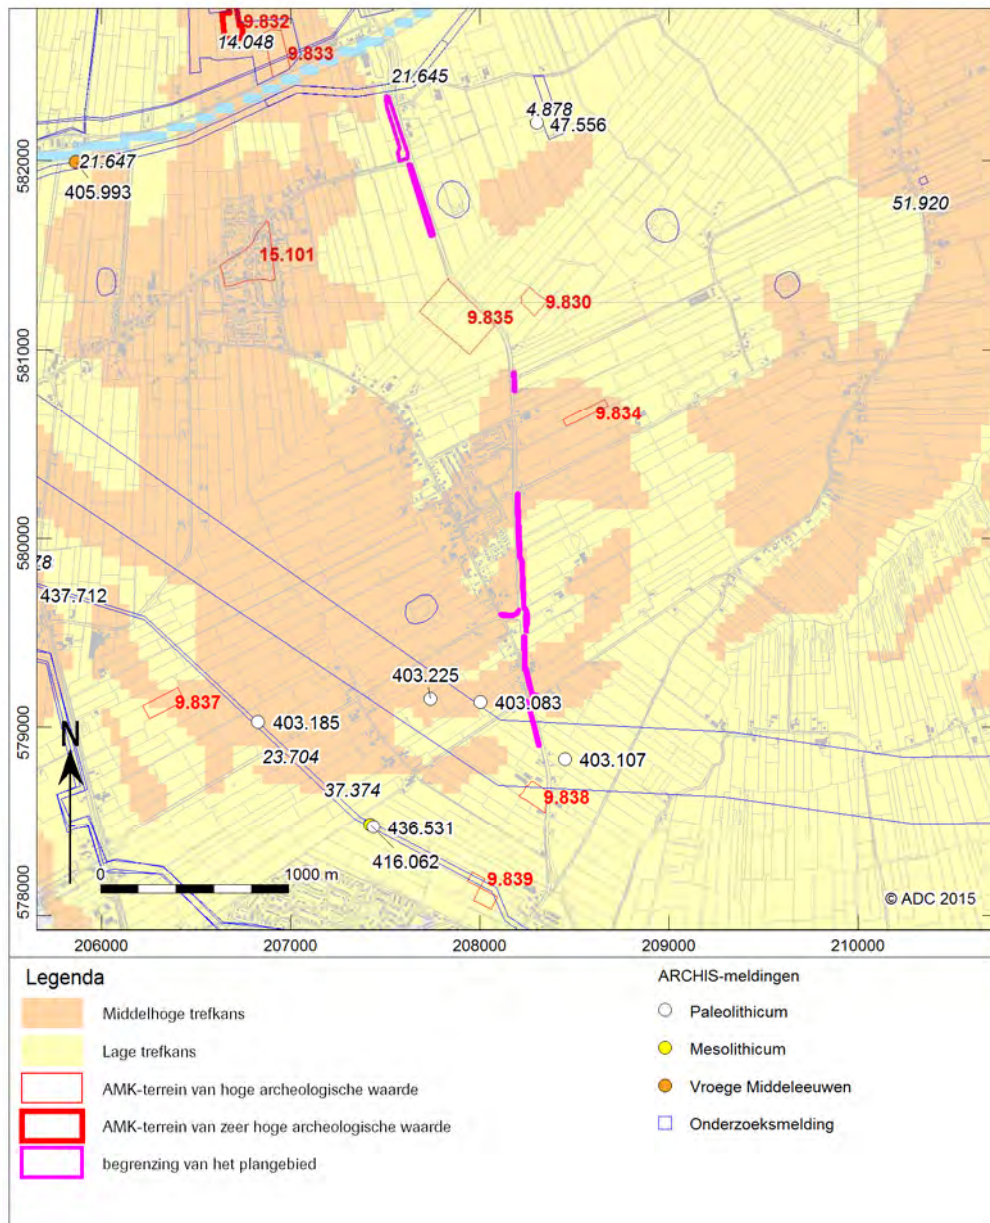 9.832
14.048
9.833
21.645
4.878
47.556
582000
21.647
405.993
51.920
15.101
9.830
9.835
581000
9.834
580000
78
437.712
403.225
403.083
9.837
403.185
579000
N
23.704
403.107
37.374
9.838
436.531
416.062
9.839
0 1000 m
578000
© ADC 2015
206000 207000 208000 209000 210000
Legenda
Middelhoge trefkans
Lage trefkans
AMK-terrein van hoge archeologische waarde
AMK-terrein van zeer hoge archeologische waarde
begrenzing van het plangebied
ARCHIS-meldingen
Paleolithicum
Mesolithicum
Vroege Middeleeuwen
Onderzoeksmelding